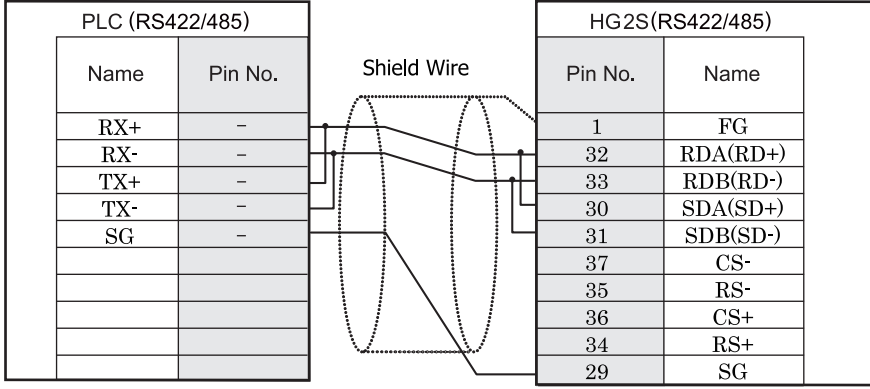 PLC (RS422/485)
Name Pin No.
RX+ –
RX- –
TX+ –
TX- –
SG –
Shield Wire
HG2S(RS422/485)
Pin No. Name
1 FG
32 RDA(RD+)
33 RDB(RD-)
30 SDA(SD+)
31 SDB(SD-)
37 CS-
35 RS-
36 CS+
34 RS+
29 SG